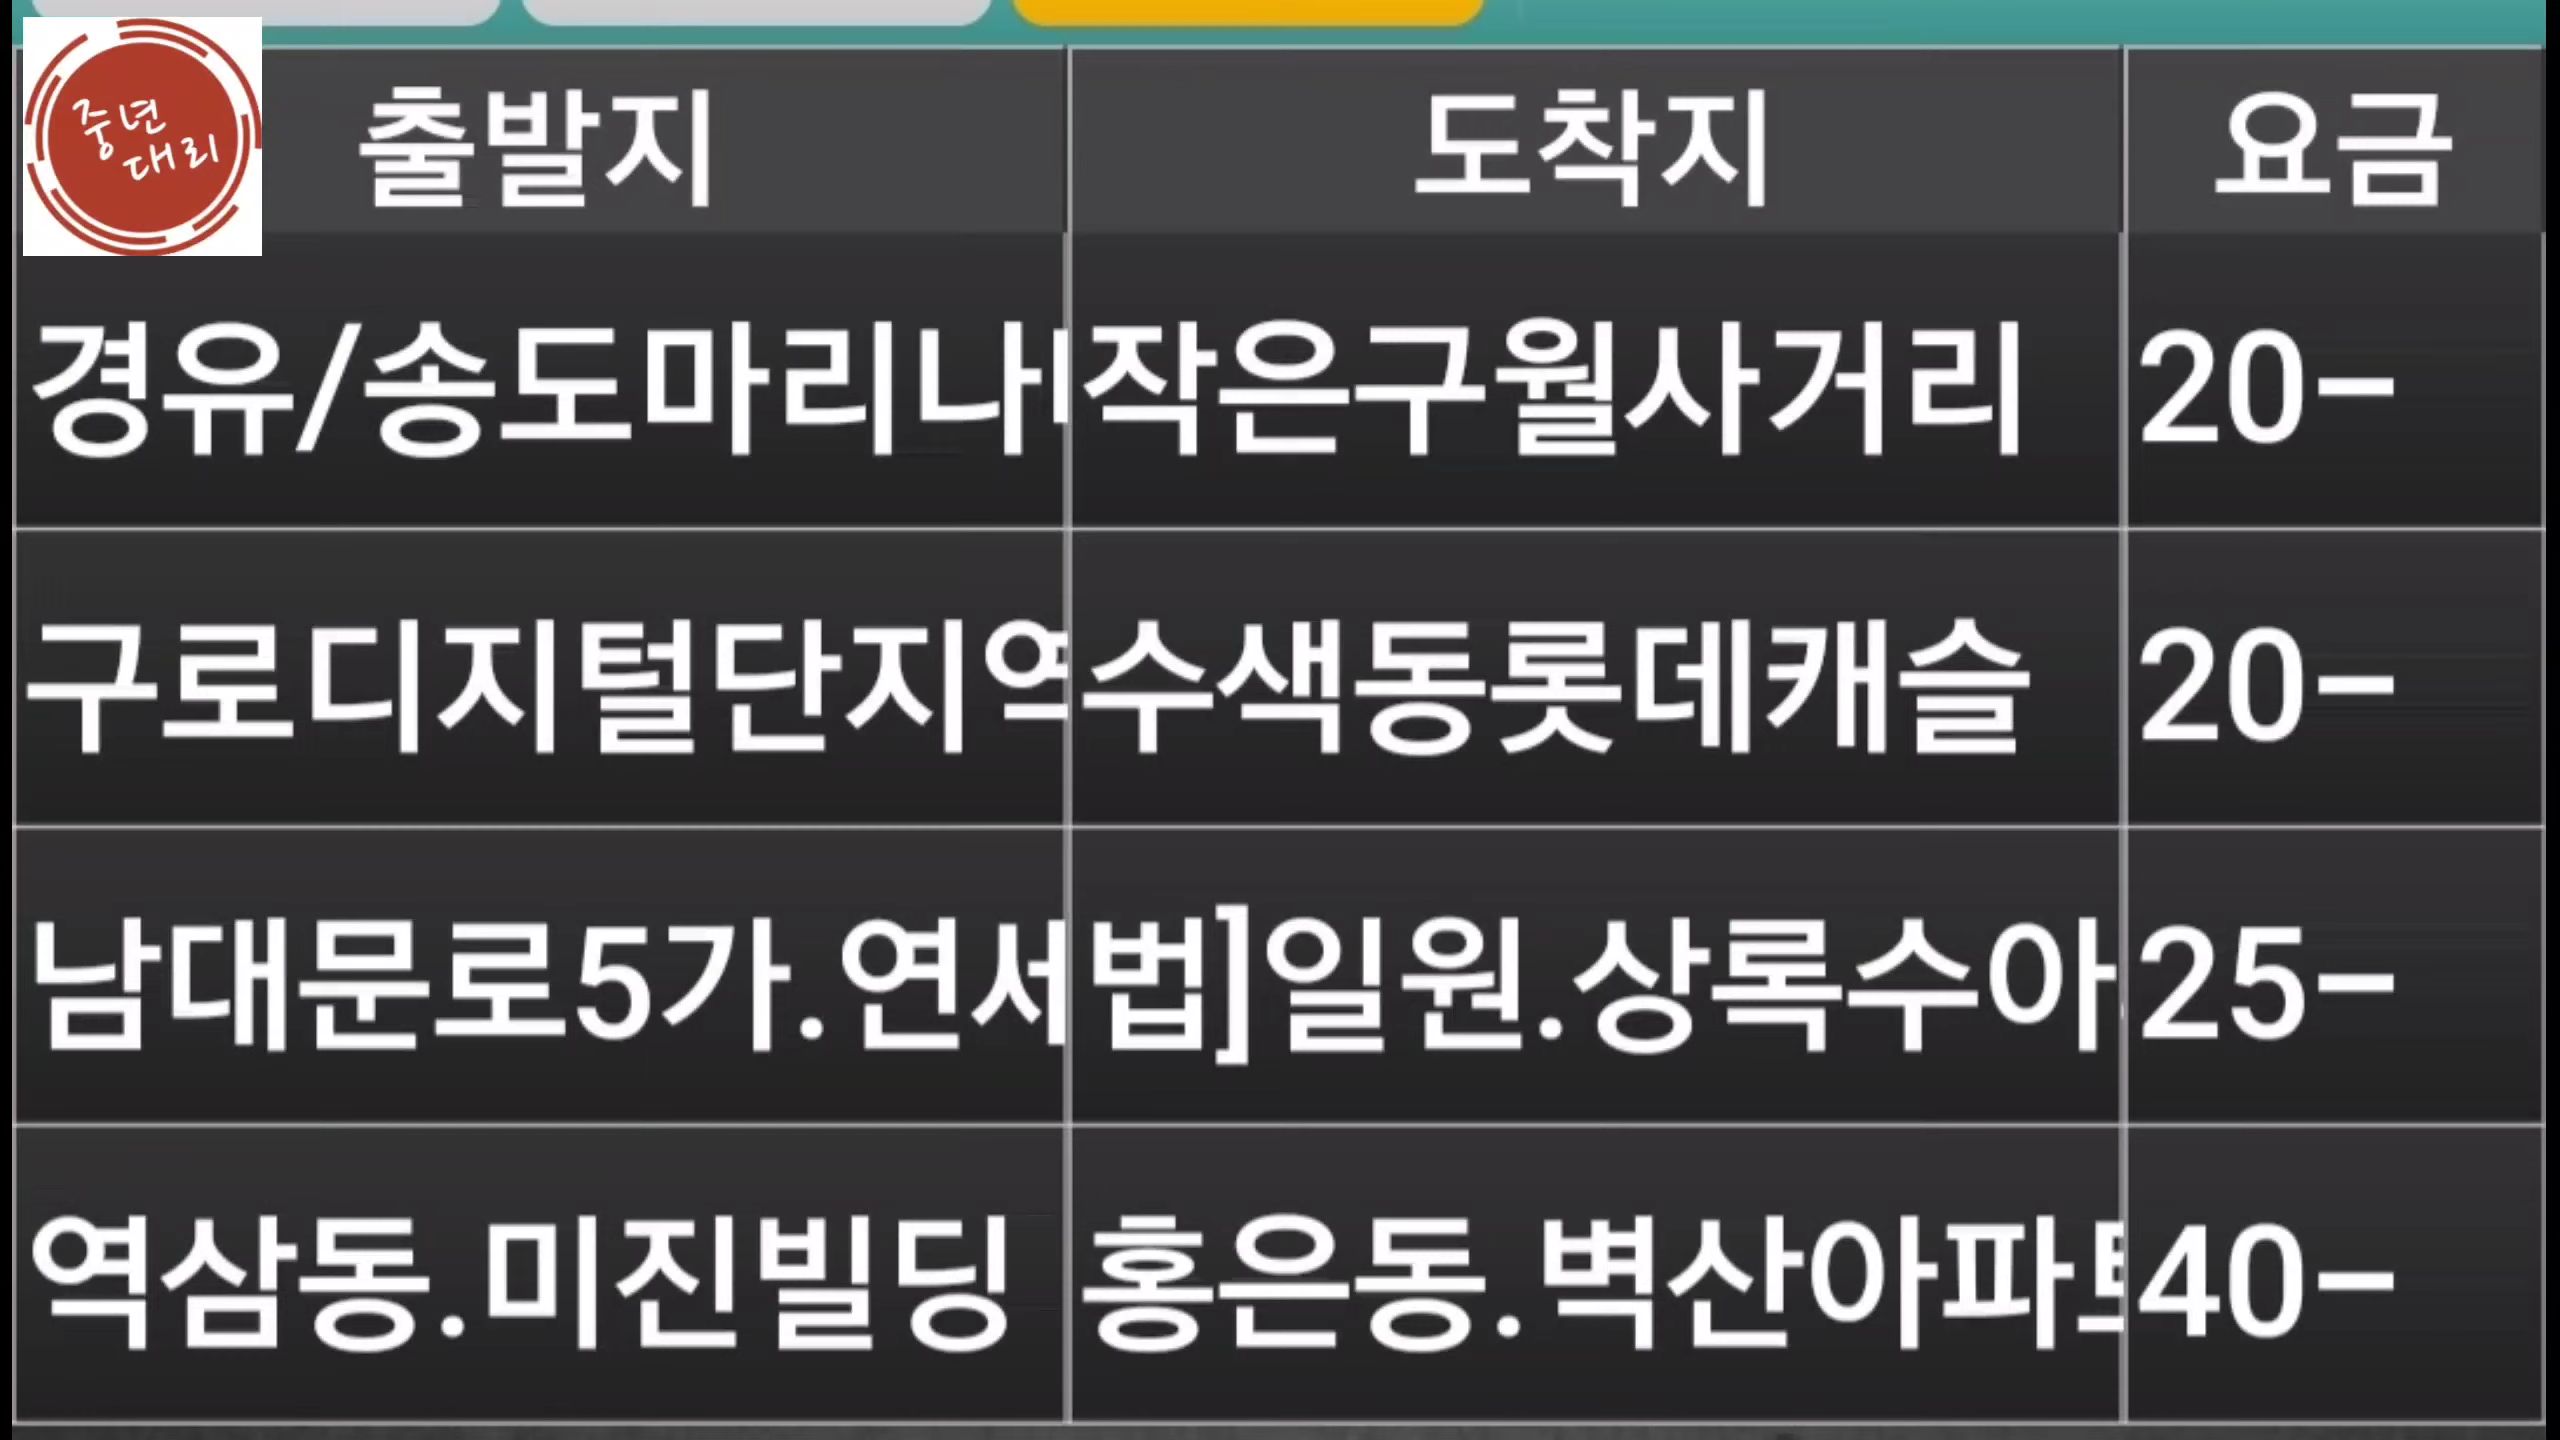 중년
대리
출발지 도착지 요금
경유/송도마리나 작은구월사거리 20-
구로디지털단지역 수색동롯데캐슬 20-
남대문로5가.연세 법]일원.상록수아 25-
역삼동.미진빌딩 홍은동.벽산아파트 40-